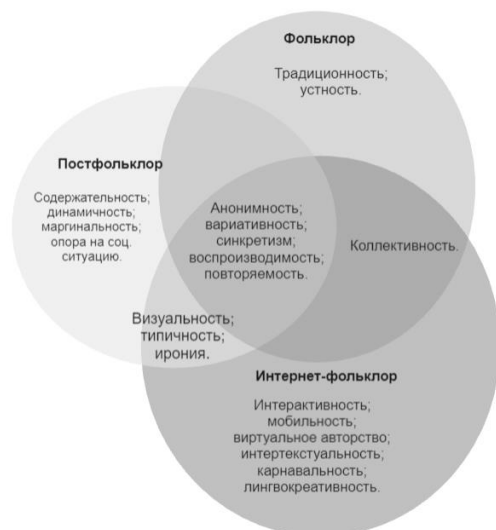 Фольклор
Традиционность;
устность.
Постфольклор
Содержательность;
динамичность;
маргинальность;
опора на соц.
ситуацию.
Анонимность;
вариативность;
синкретизм;
воспроизводимость;
повторяемость.
Коллективность.
Визуальность;
типичность;
ирония.
Интернет-фольклор
Интерактивность;
мобильность;
виртуальное авторство;
интертекстуальность;
карнавальность;
лингвокреативность.